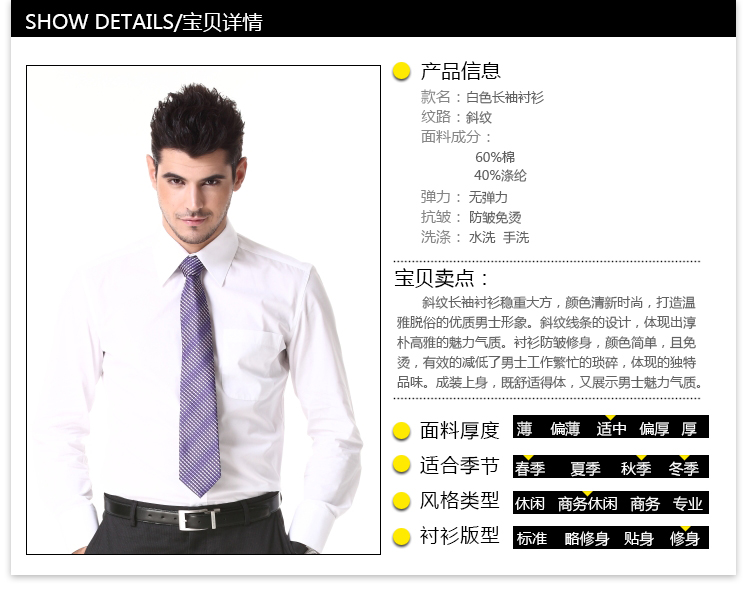 SHOW DETAILS/宝贝详情
产品信息
款名：白色长袖衬衫
纹路：斜纹
面料成分：
60%棉
40%涤纶
弹力：无弹力
抗皱：防皱免烫
洗涤：水洗 手洗
宝贝卖点：
斜纹长袖衬衫稳重大方，颜色清新时尚，打造温
雅脱俗的优质男士形象。斜纹线条的设计，体现出淳
朴高雅的魅力气质。衬衫防皱修身，颜色简单，且免
烫，有效的减低了男士工作繁忙的琐碎，体现的独特
品味。成装上身，既舒适得体，又展示男士魅力气质。
面料厚度 薄 偏薄 适中 偏厚 厚
适合季节 春季 夏季 秋季 冬季
风格类型 休闲 商务休闲 商务 专业
衬衫版型 标准 略修身 贴身 修身